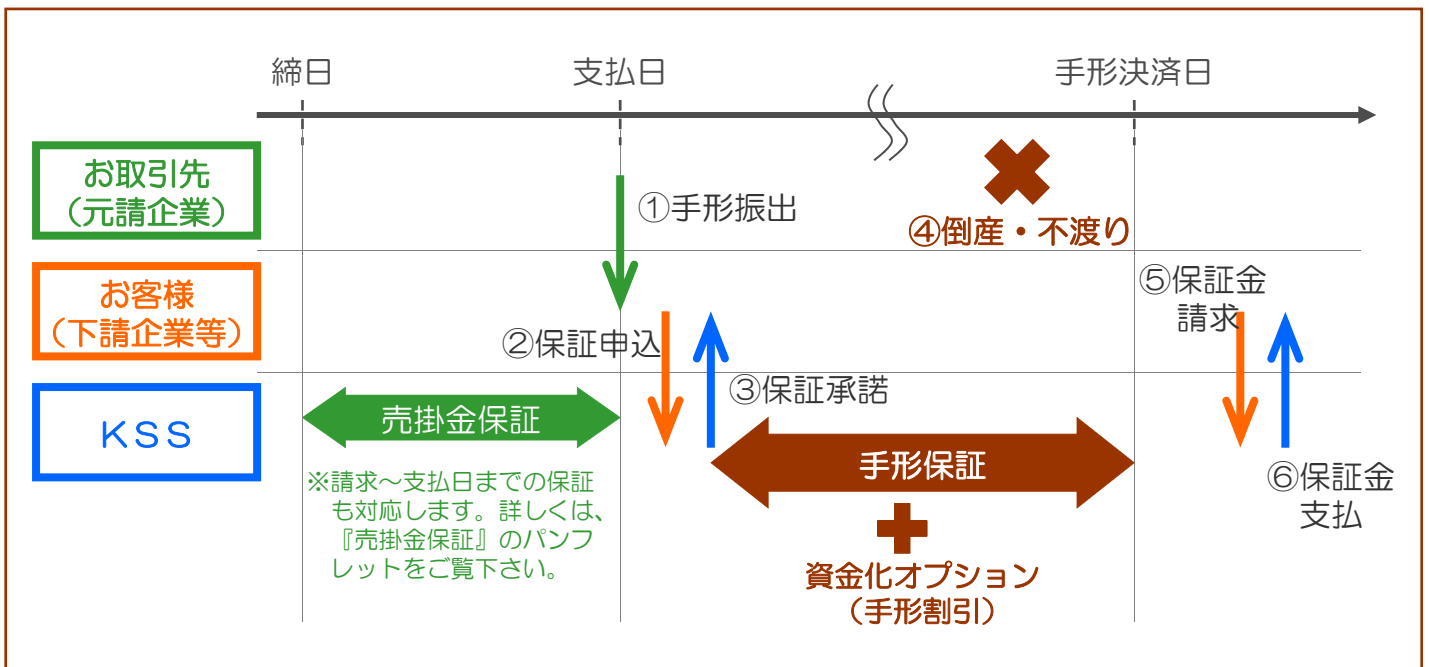 締日
支払日
手形決済日
お取引先
（元請企業）
①手形振出
④倒産・不渡り
お客様
（下請企業等）
②保証申込
⑤保証金
請求
ＫＳＳ
売掛金保証
③保証承諾
手形保証
⑥保証金
支払
※請求～支払日までの保証
も対応します。詳しくは、
『売掛金保証』のパンフ
レットをご覧下さい。
資金化オプション
（手形割引）